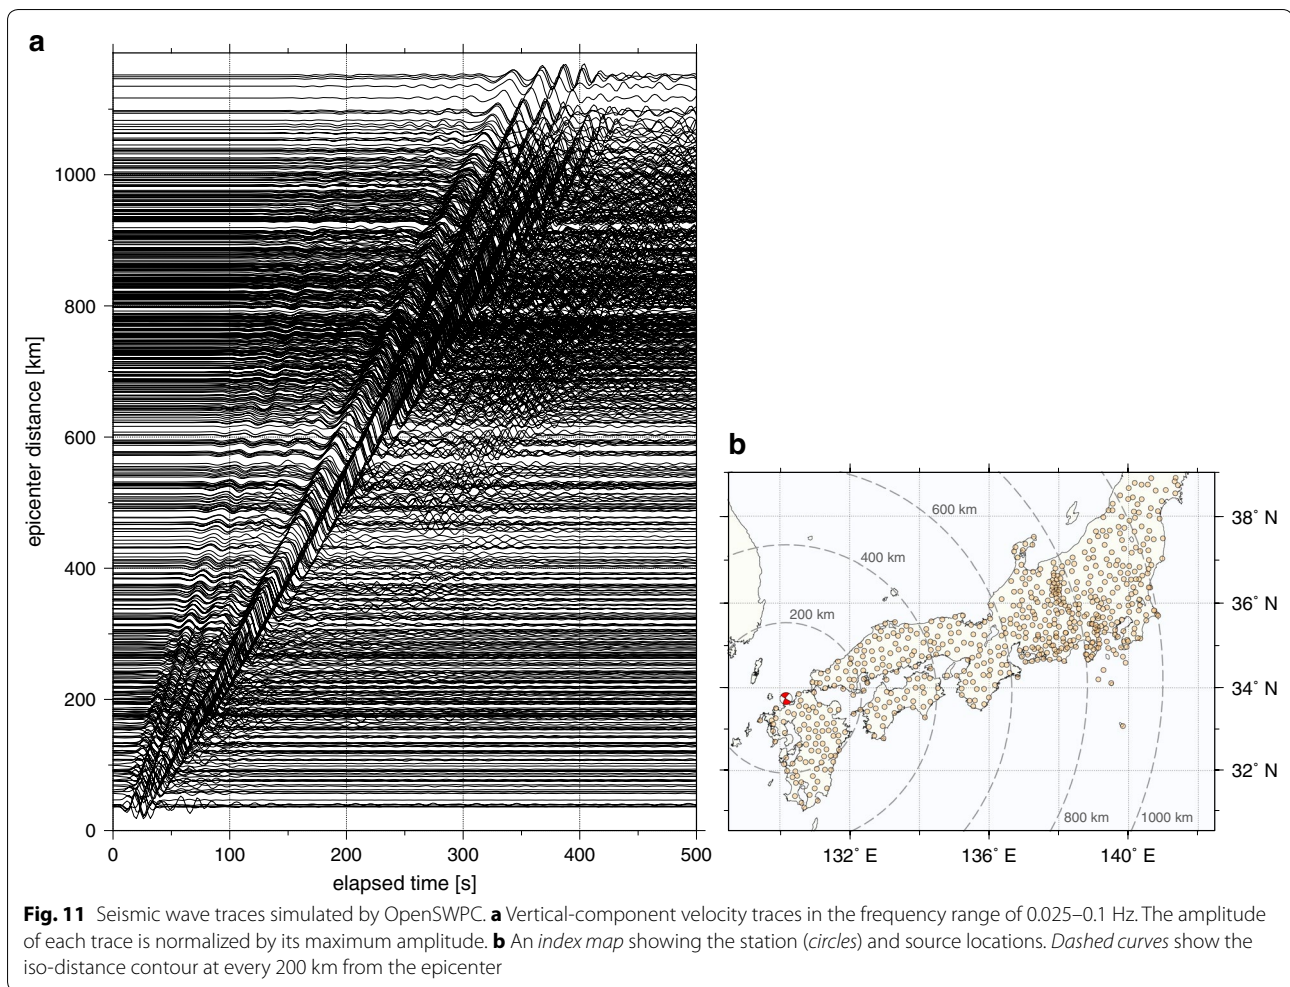 a
epicenter distance [km]
1000
800
600
400
200
0
0 100 200 300 400 500
elapsed time [s]
b
600 km
400 km
200 km
800 km 1000 km
38° N
36° N
34° N
32° N
132° E 136° E 140° E
Fig. 11 Seismic wave traces simulated by OpenSWPC. a Vertical-component velocity traces in the frequency range of 0.025–0.1 Hz. The amplitude
of each trace is normalized by its maximum amplitude. b An index map showing the station (circles) and source locations. Dashed curves show the
iso-distance contour at every 200 km from the epicenter